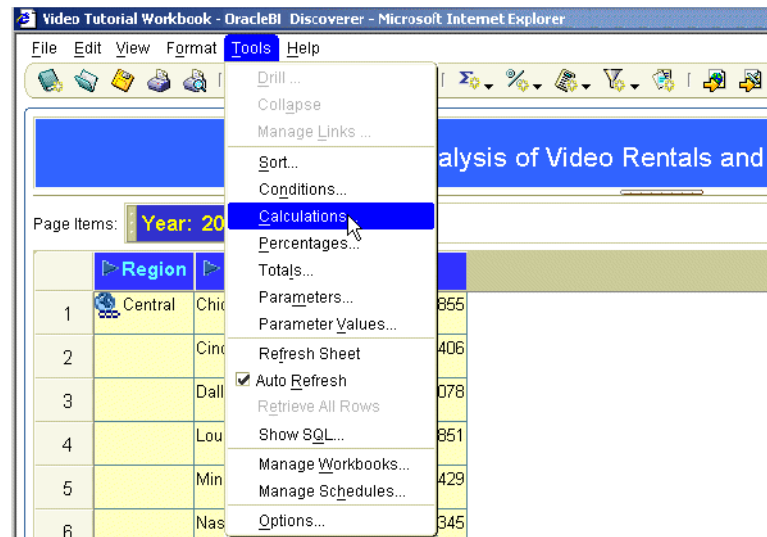 Video Tutorial Workbook - OracleBI Discoverer - Microsoft Internet Explorer
File Edit View Format Tools Help
Drill ...
Collapse
Manage Links ...
Sort...
Conditions...
Calculations...
Percentages...
Totals...
Parameters...
Parameter Values...
Refresh Sheet
Auto Refresh
Retrieve All Rows
Show SQL...
Manage Workbooks...
Manage Schedules...
Options...
alysis of Video Rentals and
Page Items: Year: 20
Region
1 Central Chic 855
2 Cinc 406
3 Dall 078
4 Lou 851
5 Min 429
6 Nas 345